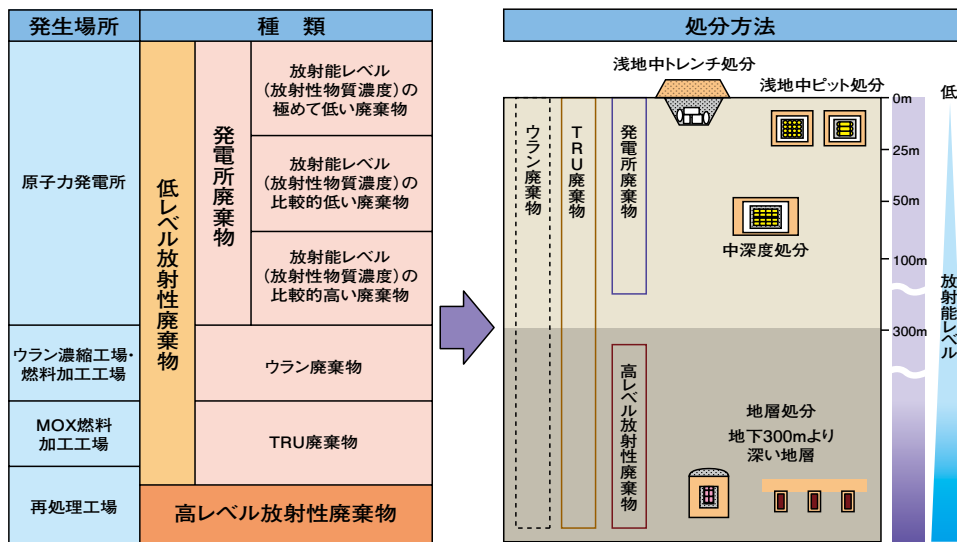 発生場所
種類
処分方法
原子力発電所
ウラン濃縮工場・
燃料加工工場
MOX燃料
加工工場
再処理工場
低レベル放射性廃棄物
発電所廃棄物
放射能レベル
(放射性物質濃度)の
極めて低い廃棄物
放射能レベル
(放射性物質濃度)の
比較的低い廃棄物
放射能レベル
(放射性物質濃度)の
比較的高い廃棄物
ウラン廃棄物
TRU廃棄物
高レベル放射性廃棄物
浅地中トレンチ処分
浅地中ピット処分
ウラン廃棄物
TRU廃棄物
発電所廃棄物
高レベル放射性廃棄物
中深度処分
地層処分
地下300mより
深い地層
0m
25m
50m
100m
300m
低
放射能レベル